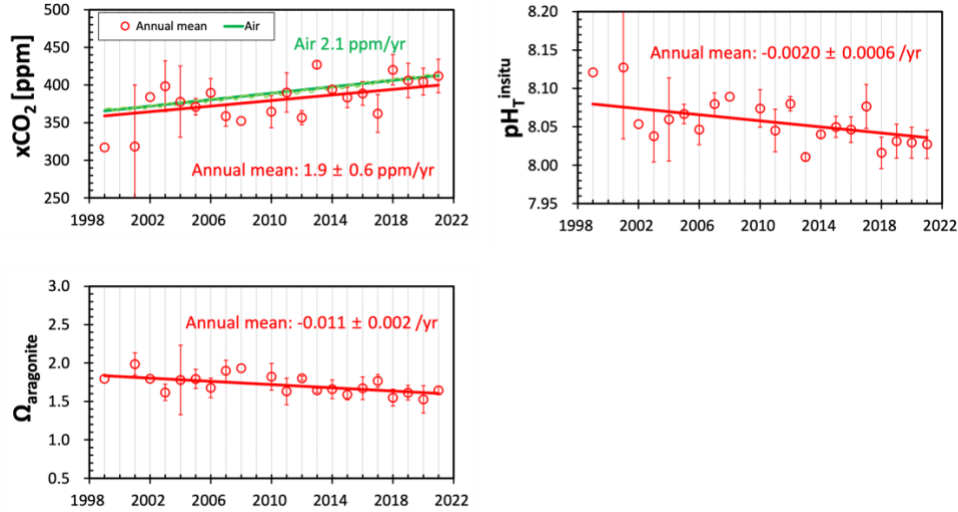 Annual mean
Air
Air 2.1 ppm/yr
xCO2 [ppm]
450
400
350
300
250
500
Annual mean: 1.9 ± 0.6 ppm/yr
1998 2002 2006 2010 2014 2018 2022
8.20
8.15
8.10
8.05
8.00
7.95
Annual mean: -0.0020 ± 0.0006 /yr
pHT insitu
1998 2002 2006 2010 2014 2018 2022
3.0
2.5
2.0
1.5
1.0
0.5
Annual mean: -0.011 ± 0.002 /yr
Ωaragonite
1998 2002 2006 2010 2014 2018 2022